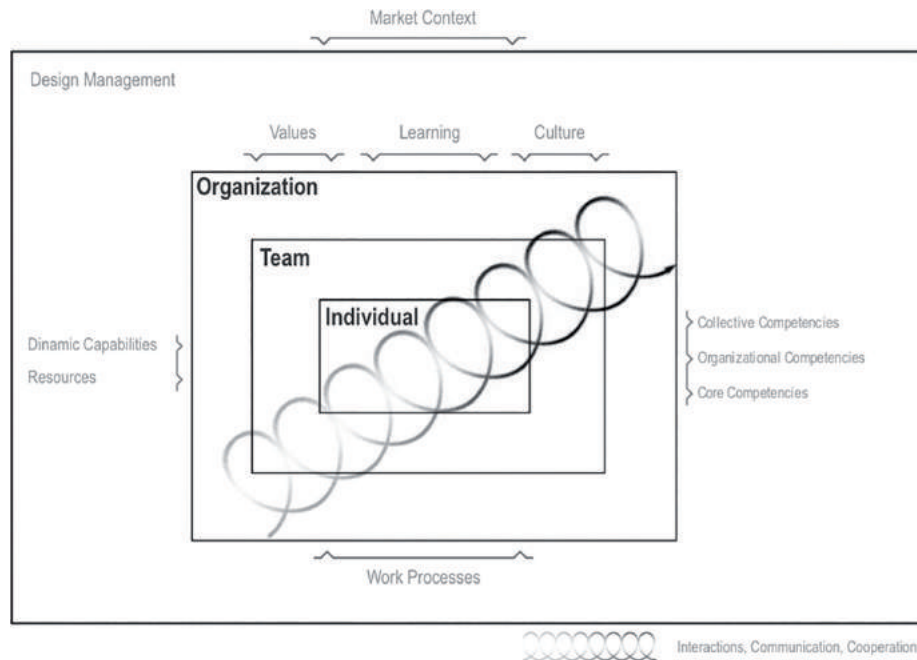 Market Context
Design Management
Values
Learning
Culture
Organization
Team
Individual
Dinamic Capabilities
Resources
Collective Competencies
Organizational Competencies
Core Competencies
Work Processes
Interactions, Communication, Cooperation